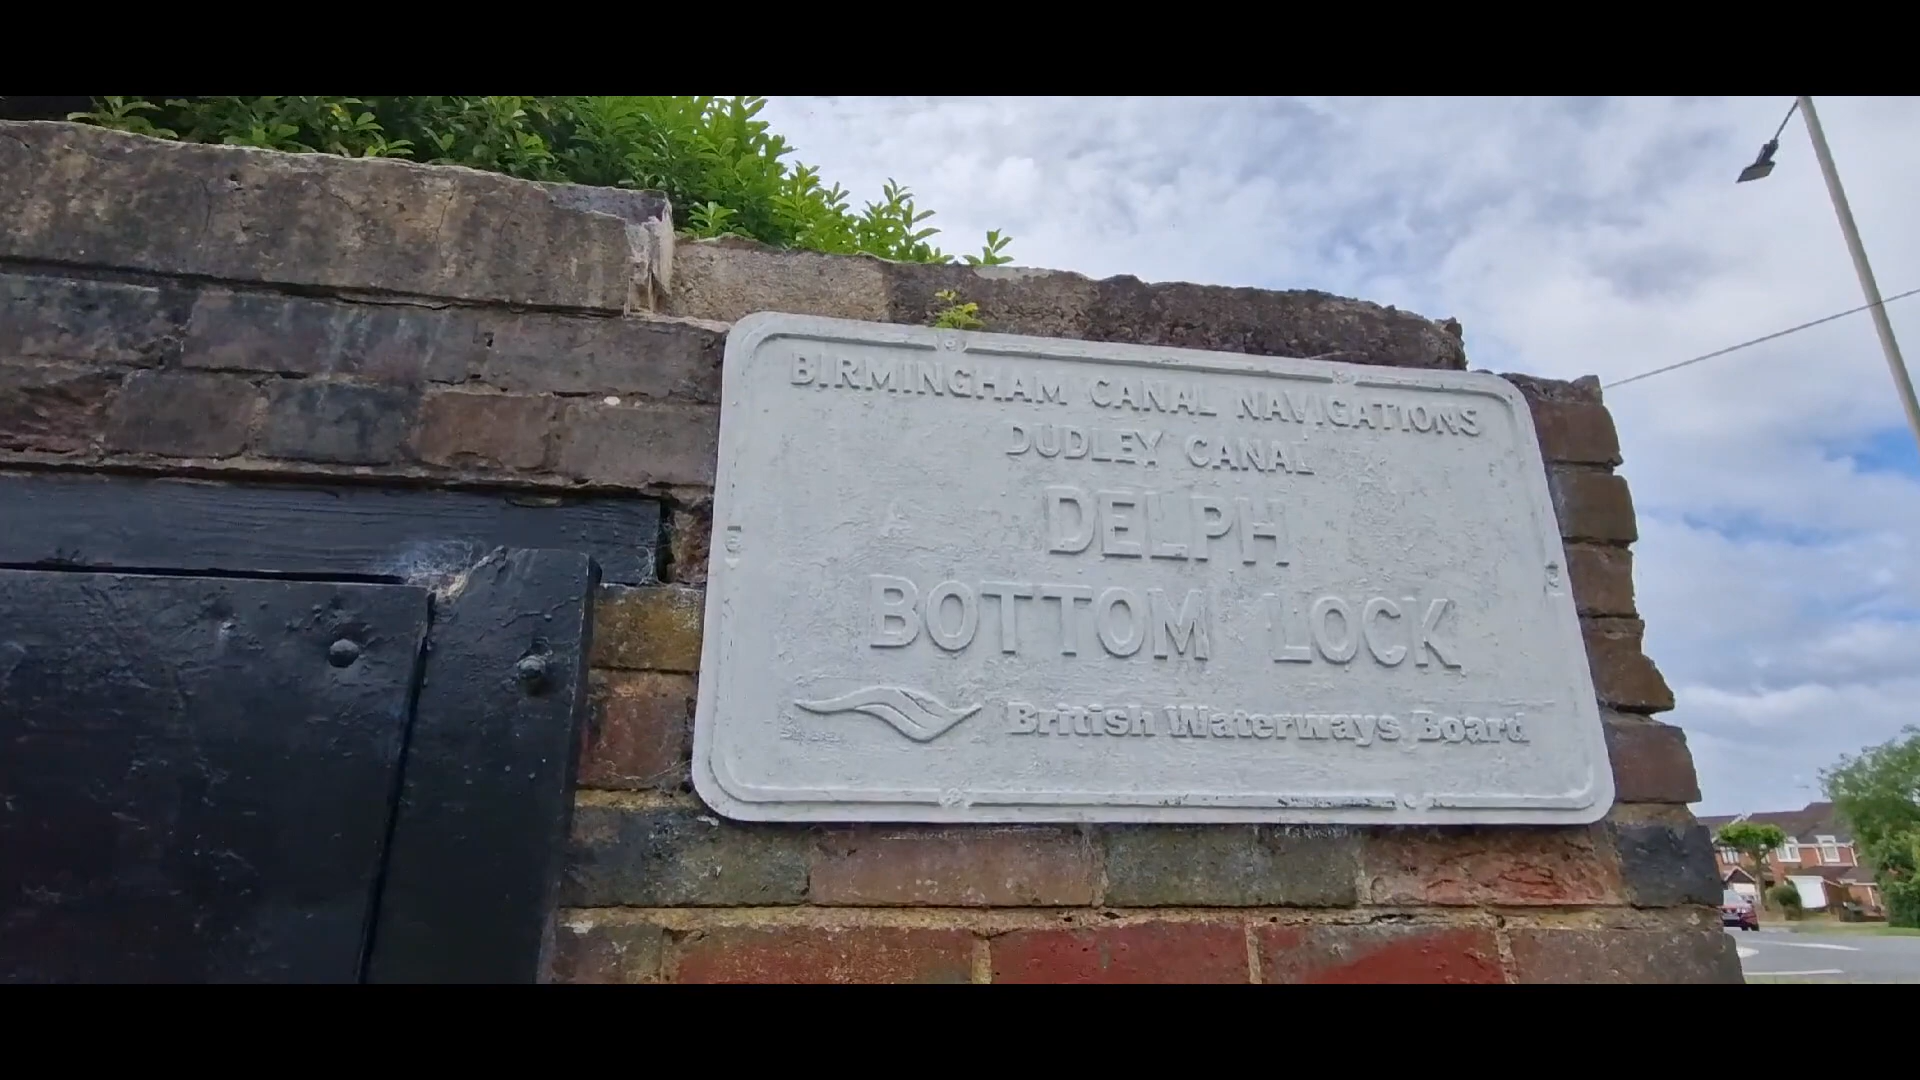 BIRMINGHAM CANAL NAVIGATIONS
DUDLEY CANAL
DELPH
BOTTOM LOCK
British Waterways Board